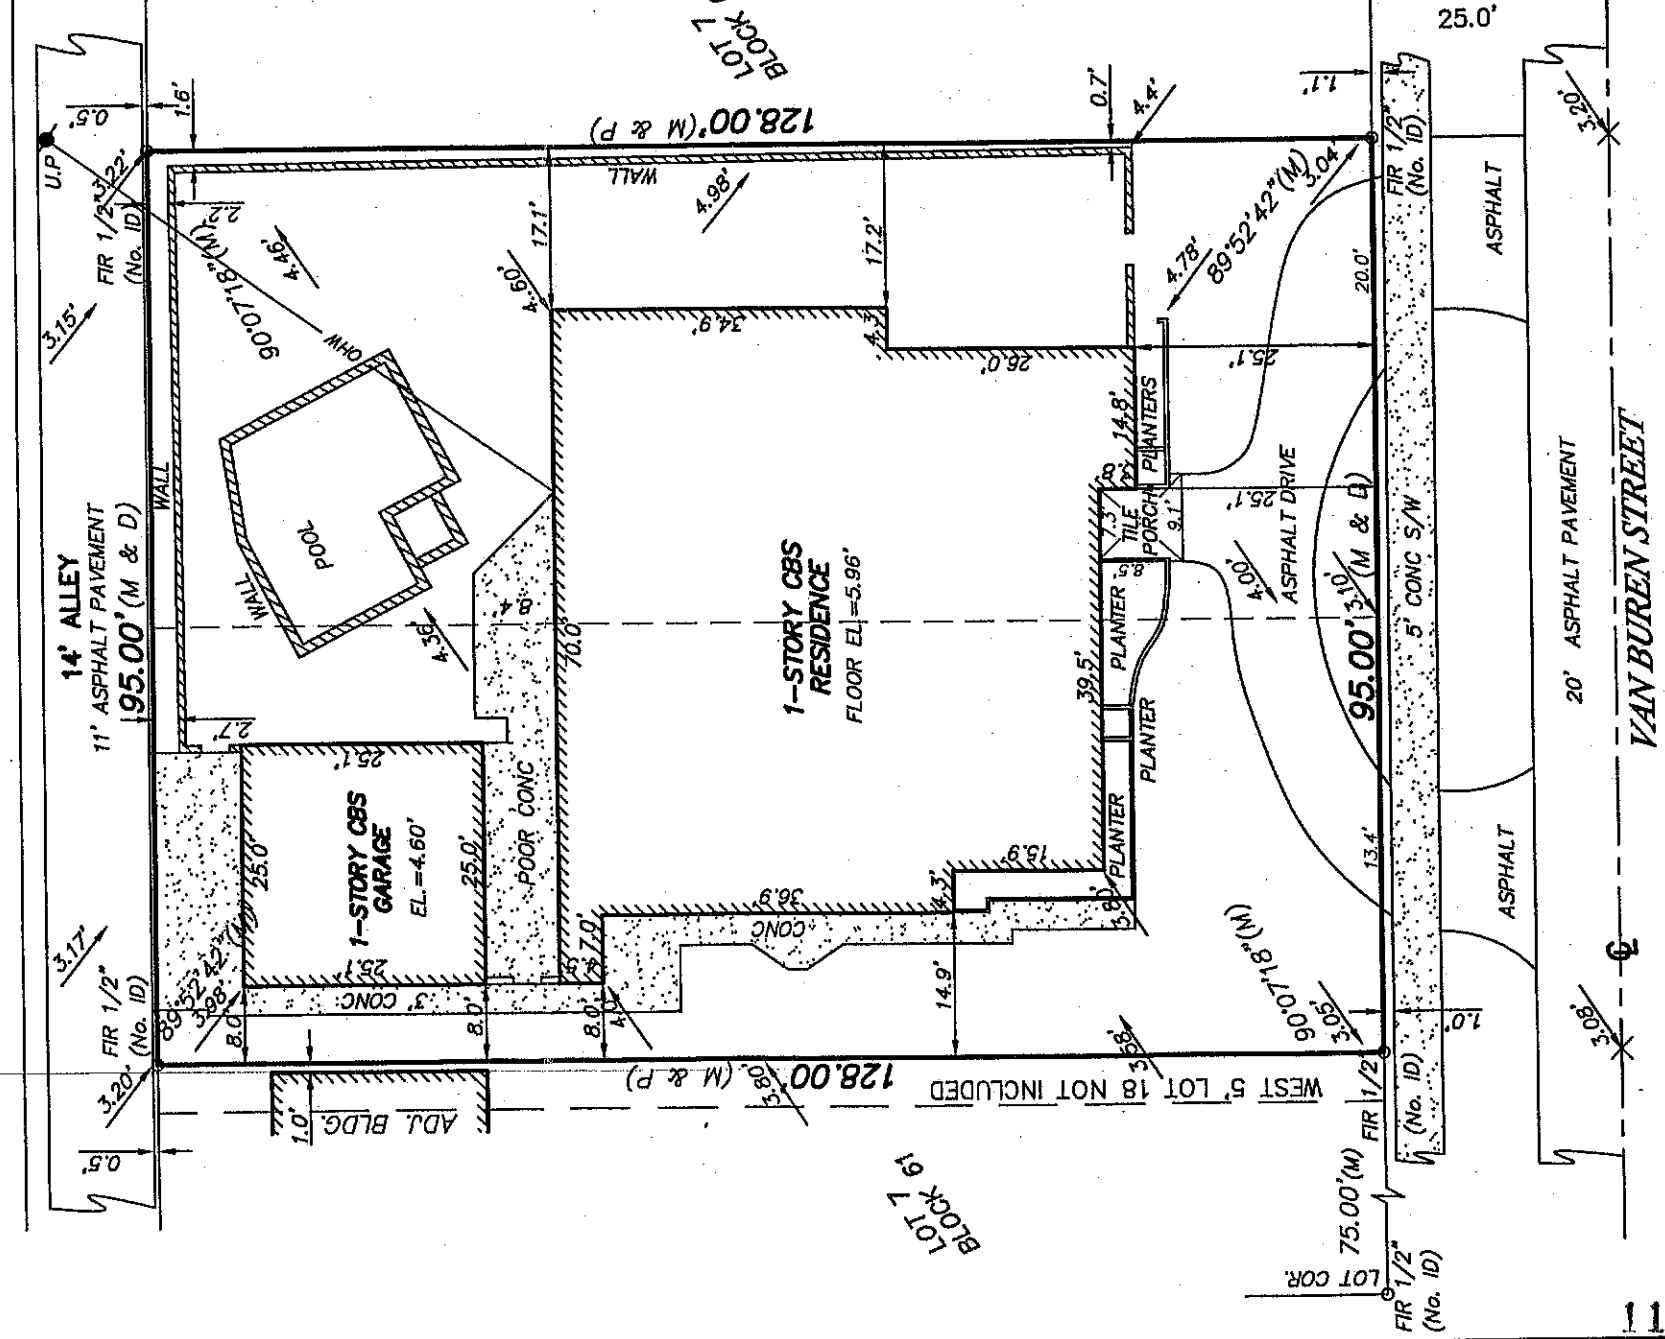 25.0'
LOT 7
BLOCK
U.P
0.5'
1.6'
FIR 1/2"
(No. ID)
3.22'
128.00' (M & P)
0.7'
4.4'
1.1'
FIR 1/2"
(No. ID)
3.20'
3.15'
2.2'
90°07'18" (M)
4.46'
WALL
4.98'
17.1'
17.2'
4.60'
4.78'
89°52'42" (M)
3.04'
20.0'
ASPHALT
OHW
34.9'
4.3'
26.0'
25.1'
14' ALLEY
11' ASPHALT PAVEMENT
95.00' (M & D)
WALL
WALL
POOL
4.36'
8.4'
70.0'
1-STORY CBS
RESIDENCE
FLOOR EL.=5.96'
14.8'
PLANTERS
3.8'
7.3'
TILE
PORCH
9.1'
8.5'
25.1'
ASPHALT DRIVE
4.00'
3.10'
95.00' (M & D)
5' CONC S/W
20' ASPHALT PAVEMENT
VAN BUREN STREET
2.7'
25.1'
25.0'
1-STORY CBS
GARAGE
EL.=4.60'
25.0'
25.1'
POOR CONC
39.5'
PLANTER
PLANTER
PLANTER
15.9'
4.3'
36.9'
CONC
3.8'
13.4'
ASPHALT
3.17'
FIR 1/2"
(No. ID)
89°52'42" (M)
3.98'
8.0'
3' CONC.
8.0'
4.5'
7.0'
8.0'
14.9'
90°07'18" (M)
3.05'
3.58'
1.0'
3.08'
3.20'
0.5'
1.0'
ADJ. BLDG.
128.00' (M & P)
3.80'
WEST 5' LOT 18 NOT INCLUDED
FIR 1/2"
(No. ID)
LOT 7
BLOCK 61
75.00' (M)
LOT COR.
FIR 1/2"
(No. ID)
11